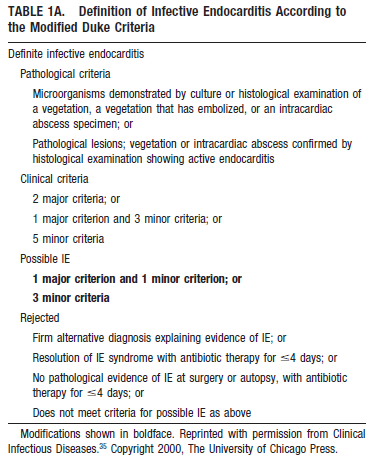 TABLE 1A. Definition of Infective Endocarditis According to
the Modified Duke Criteria
Definite infective endocarditis
Pathological criteria
Microorganisms demonstrated by culture or histological examination of
a vegetation, a vegetation that has embolized, or an intracardiac
abscess specimen; or
Pathological lesions; vegetation or intracardiac abscess confirmed by
histological examination showing active endocarditis
Clinical criteria
2 major criteria; or
1 major criterion and 3 minor criteria; or
5 minor criteria
Possible IE
1 major criterion and 1 minor criterion; or
3 minor criteria
Rejected
Firm alternative diagnosis explaining evidence of IE; or
Resolution of IE syndrome with antibiotic therapy for ≤4 days; or
No pathological evidence of IE at surgery or autopsy, with antibiotic
therapy for ≤4 days; or
Does not meet criteria for possible IE as above
Modifications shown in boldface. Reprinted with permission from Clinical
Infectious Diseases.35 Copyright 2000, The University of Chicago Press.